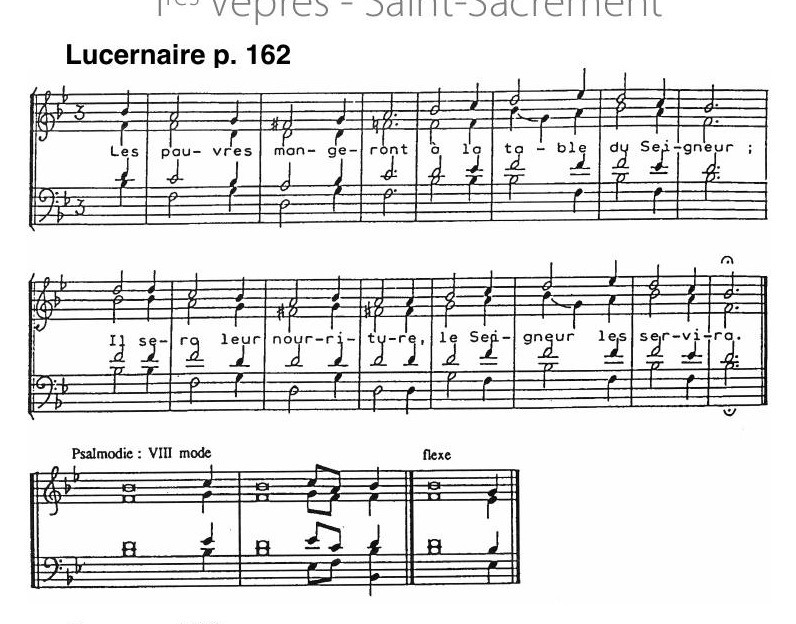 1res Vêpres - Saint-Sacrement
Lucernaire p. 162
Les pau- vres man- ge- ront à la ta - ble du Sei-gneur ;
Il se- ra leur nour-ri- tu-re, le Sei- gneur les ser-vi-ra.
Psalmodie : VIII mode flexe